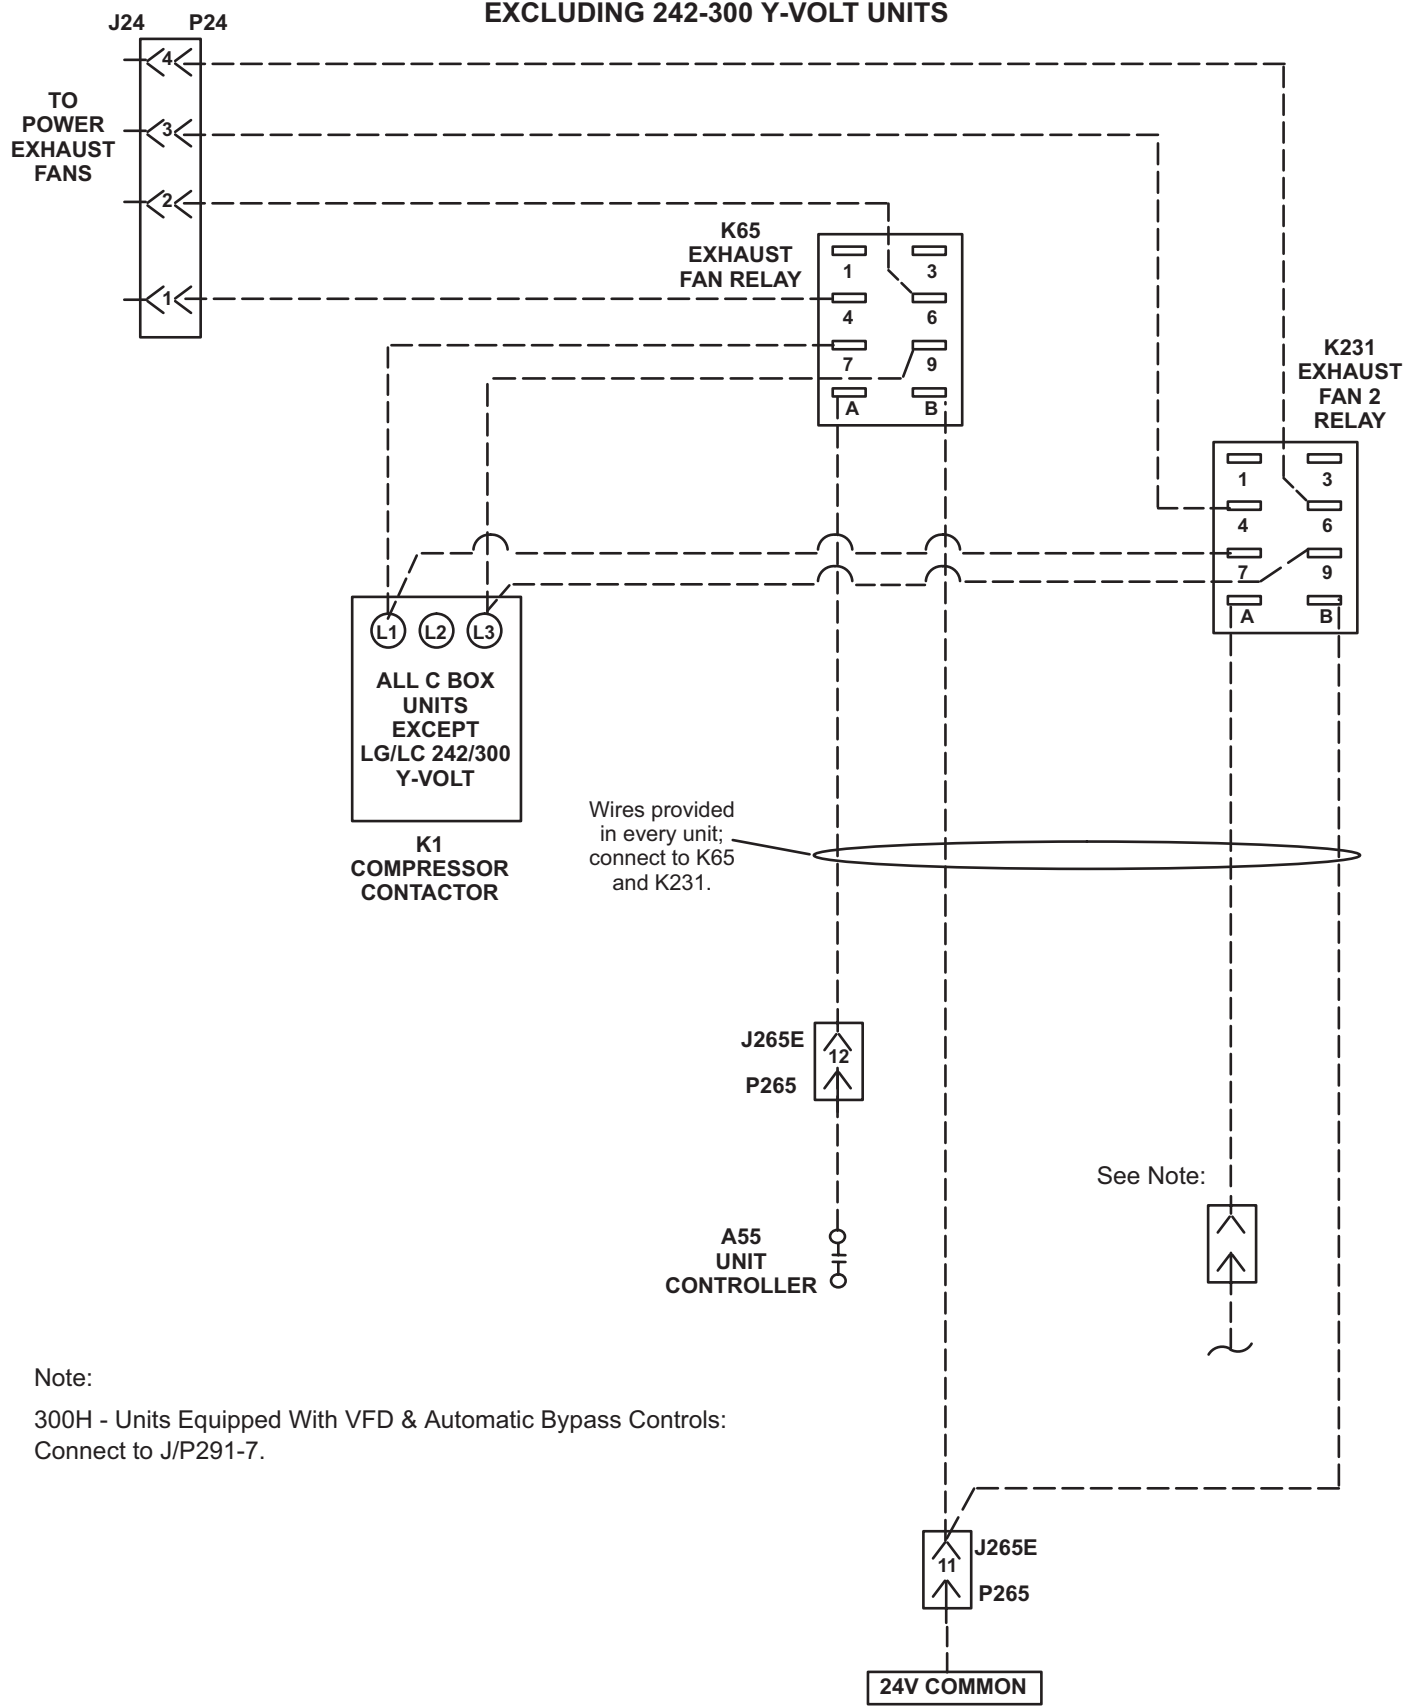 EXCLUDING 242-300 Y-VOLT UNITS
J24 P24
4
TO
POWER
EXHAUST
FANS
3
2
1
K65
EXHAUST
FAN RELAY
1 3
4 6
7 9
A B
K231
EXHAUST
FAN 2
RELAY
1 3
4 6
7 9
A B
L1 L2 L3
ALL C BOX
UNITS
EXCEPT
LG/LC 242/300
Y-VOLT
K1
COMPRESSOR
CONTACTOR
Wires provided
in every unit;
connect to K65
and K231.
J265E
12
P265
See Note:
A55
UNIT
CONTROLLER
Note:
300H - Units Equipped With VFD & Automatic Bypass Controls:
Connect to J/P291-7.
J265E
11
P265
24V COMMON